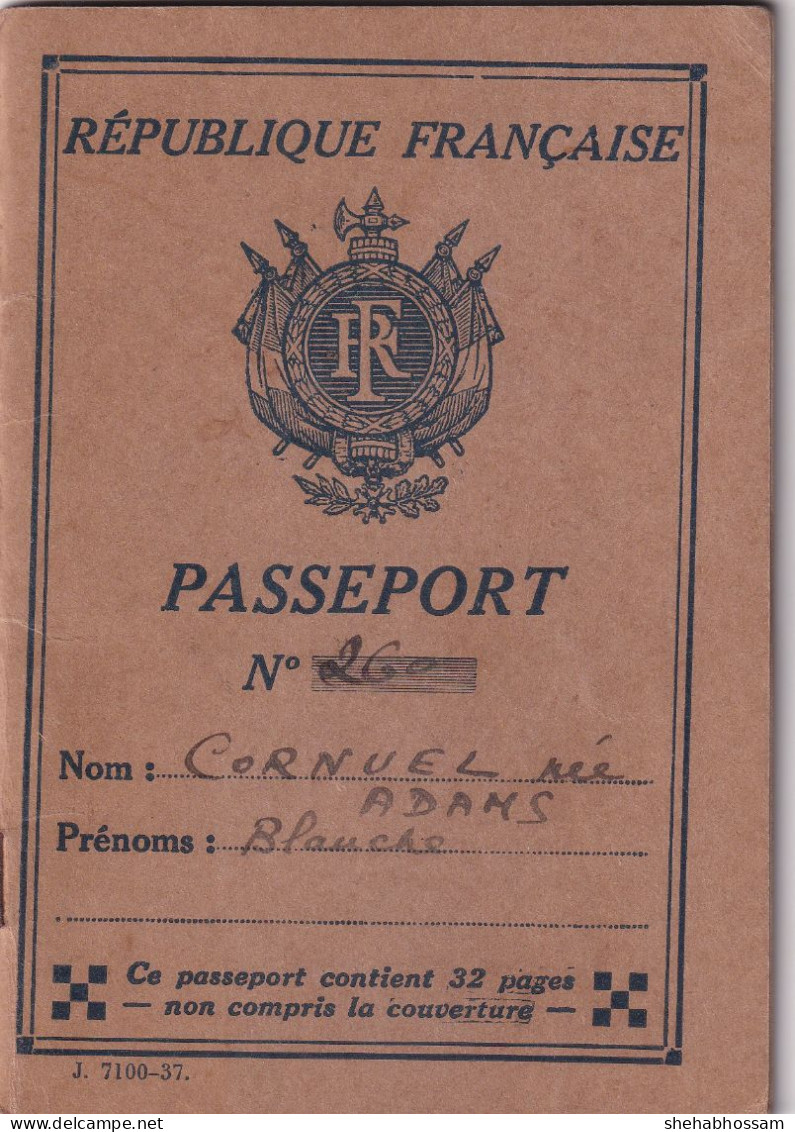 RÉPUBLIQUE FRANÇAISE
RF
PASSEPORT
Nº 260
Nom : CORNUEL née
ADAMS
Prénoms : Blanche
Ce passeport contient 32 pages
— non compris la couverture —
J. 7100-37.
delcampe.net
shehabhossam